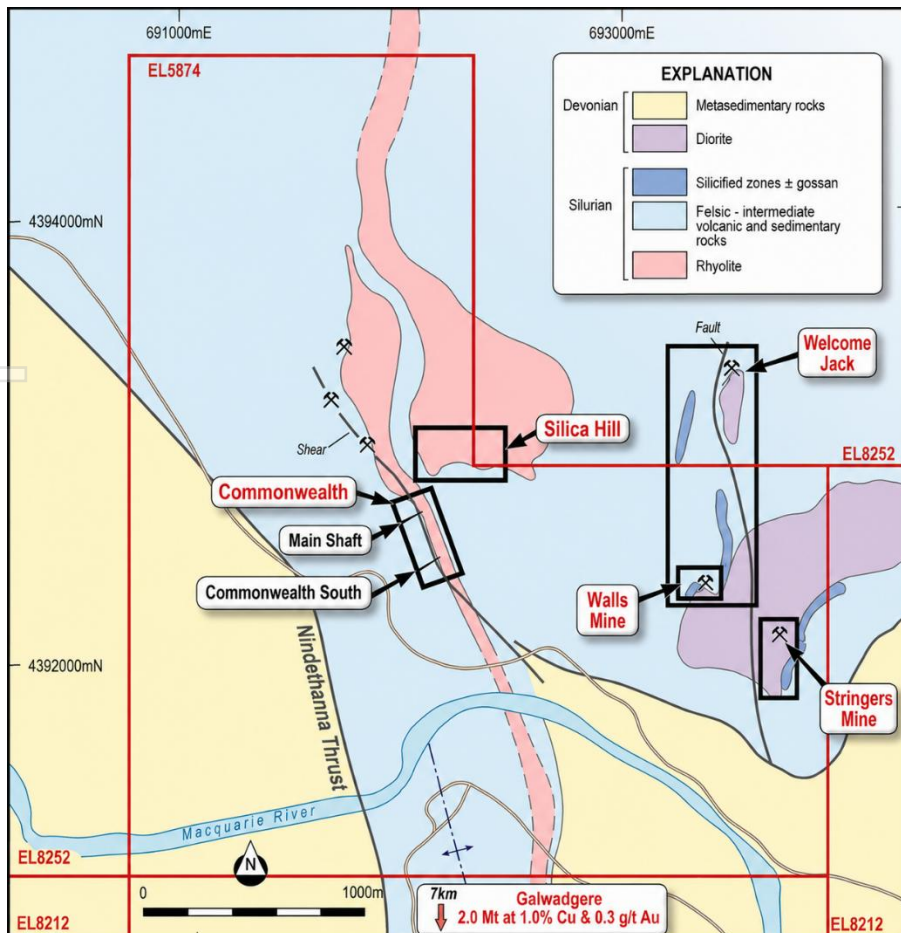 691000mE
693000mE
EL5874
EXPLANATION
Devonian
Metasedimentary rocks
Diorite
Silurian
Silicified zones ± gossan
Felsic - intermediate
volcanic and sedimentary
rocks
Rhyolite
4394000mN
Fault
Welcome
Jack
Shear
Silica Hill
EL8252
Commonwealth
Main Shaft
Commonwealth South
Walls
Mine
4392000mN
Stringers
Mine
Nindethanna Thrust
Macquarie River
EL8252
N
EL8212
0
1000m
7km
Galwadgere
2.0 Mt at 1.0% Cu & 0.3 g/t Au
EL8212